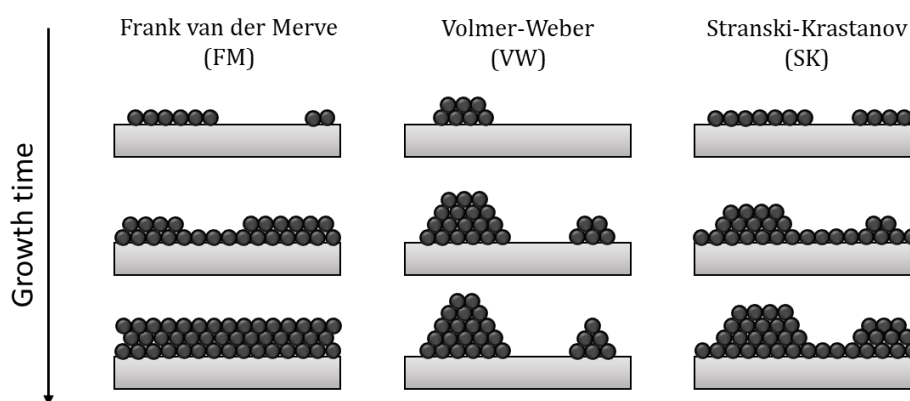 Frank van der Merve
(FM)
Volmer-Weber
(VW)
Stranski-Krastanov
(SK)
Growth time